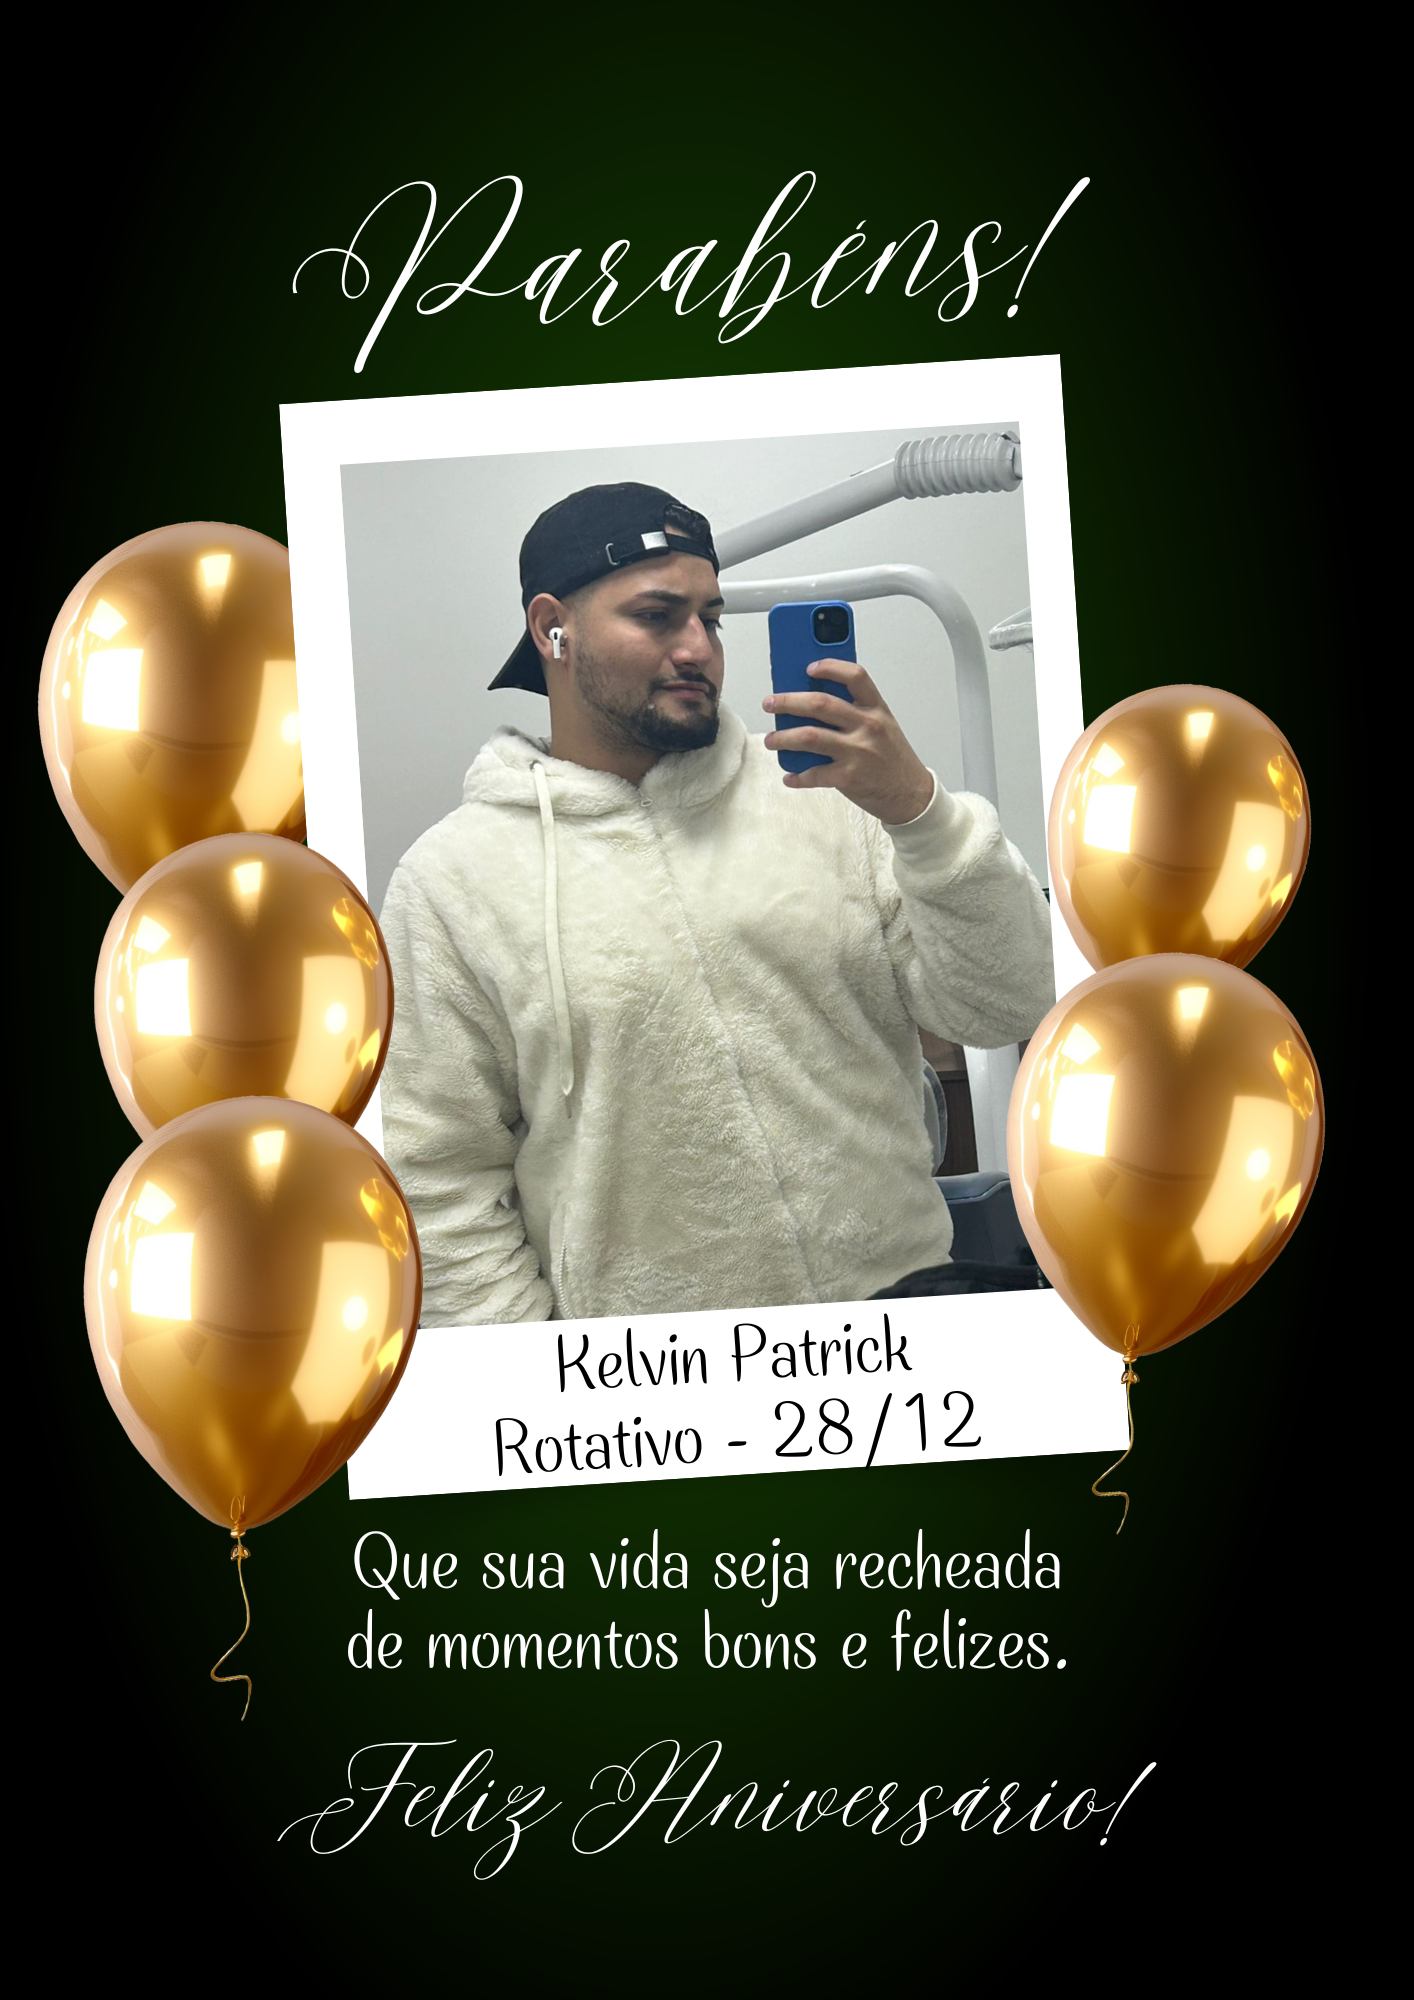 Parabéns!
Kelvin Patrick
Rotativo - 28/12
Que sua vida seja recheada
de momentos bons e felizes.
Feliz Aniversário!